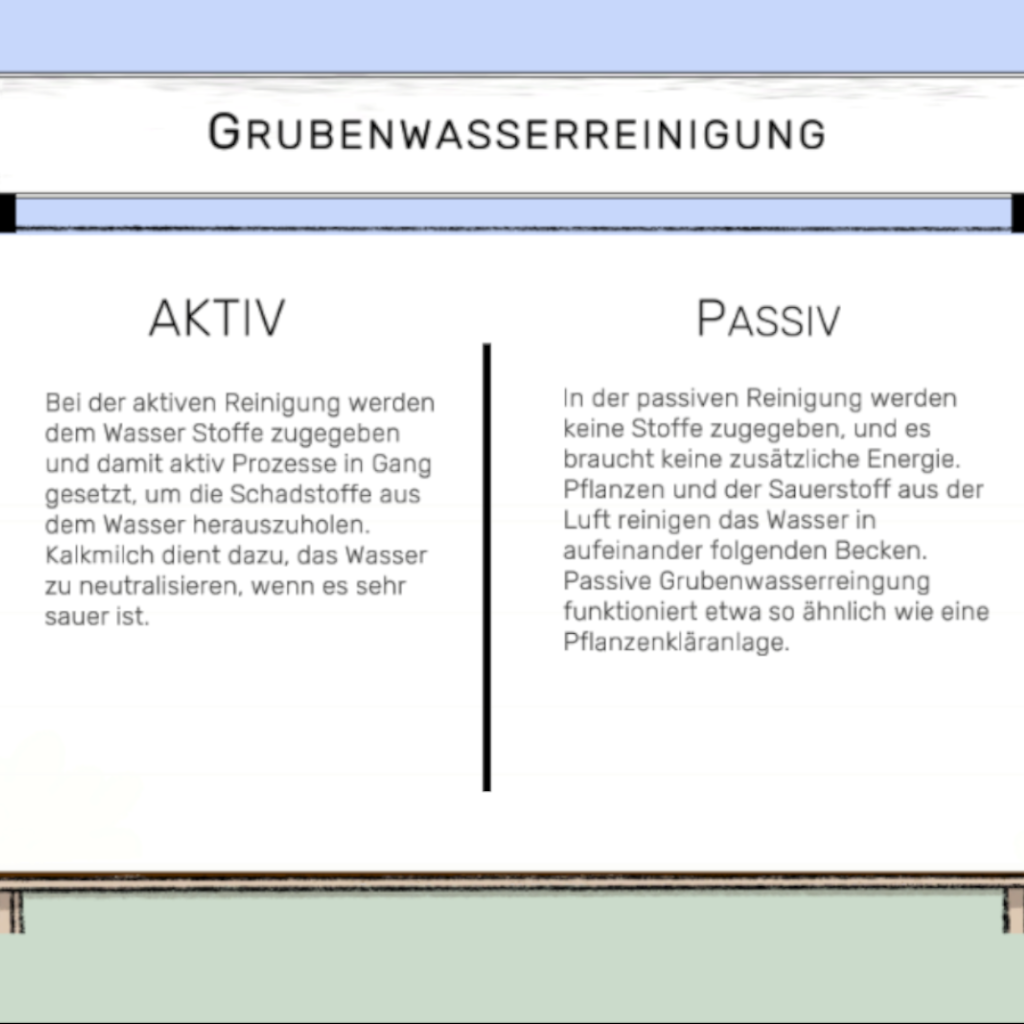 GRUBENWASSERREINIGUNG
AKTIV
Bei der aktiven Reinigung werden
dem Wasser Stoffe zugegeben
und damit aktiv Prozesse in Gang
gesetzt, um die Schadstoffe aus
dem Wasser herauszuholen.
Kalkmilch dient dazu, das Wasser
zu neutralisieren, wenn es sehr
sauer ist.
PASSIV
In der passiven Reinigung werden
keine Stoffe zugegeben, und es
braucht keine zusätzliche Energie.
Pflanzen und der Sauerstoff aus der
Luft reinigen das Wasser in
aufeinander folgenden Becken.
Passive Grubenwasserreingung
funktioniert etwa so ähnlich wie eine
Pflanzenkläranlage.